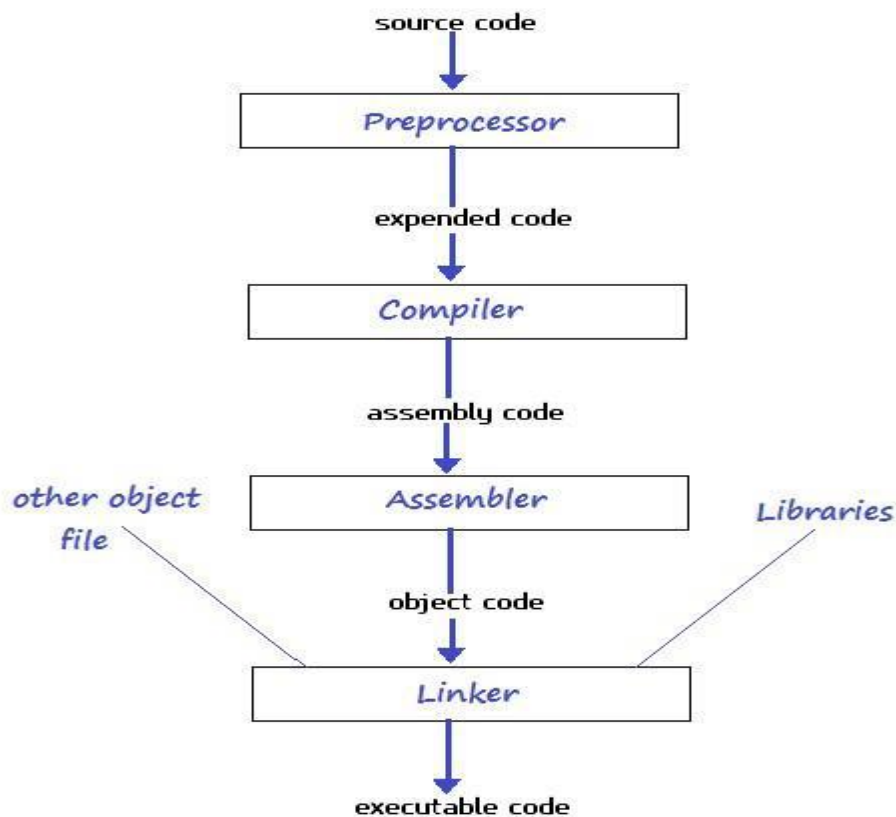 source code
Preprocessor
expended code
Compiler
assembly code
other object
file
Assembler
Libraries
object code
Linker
executable code